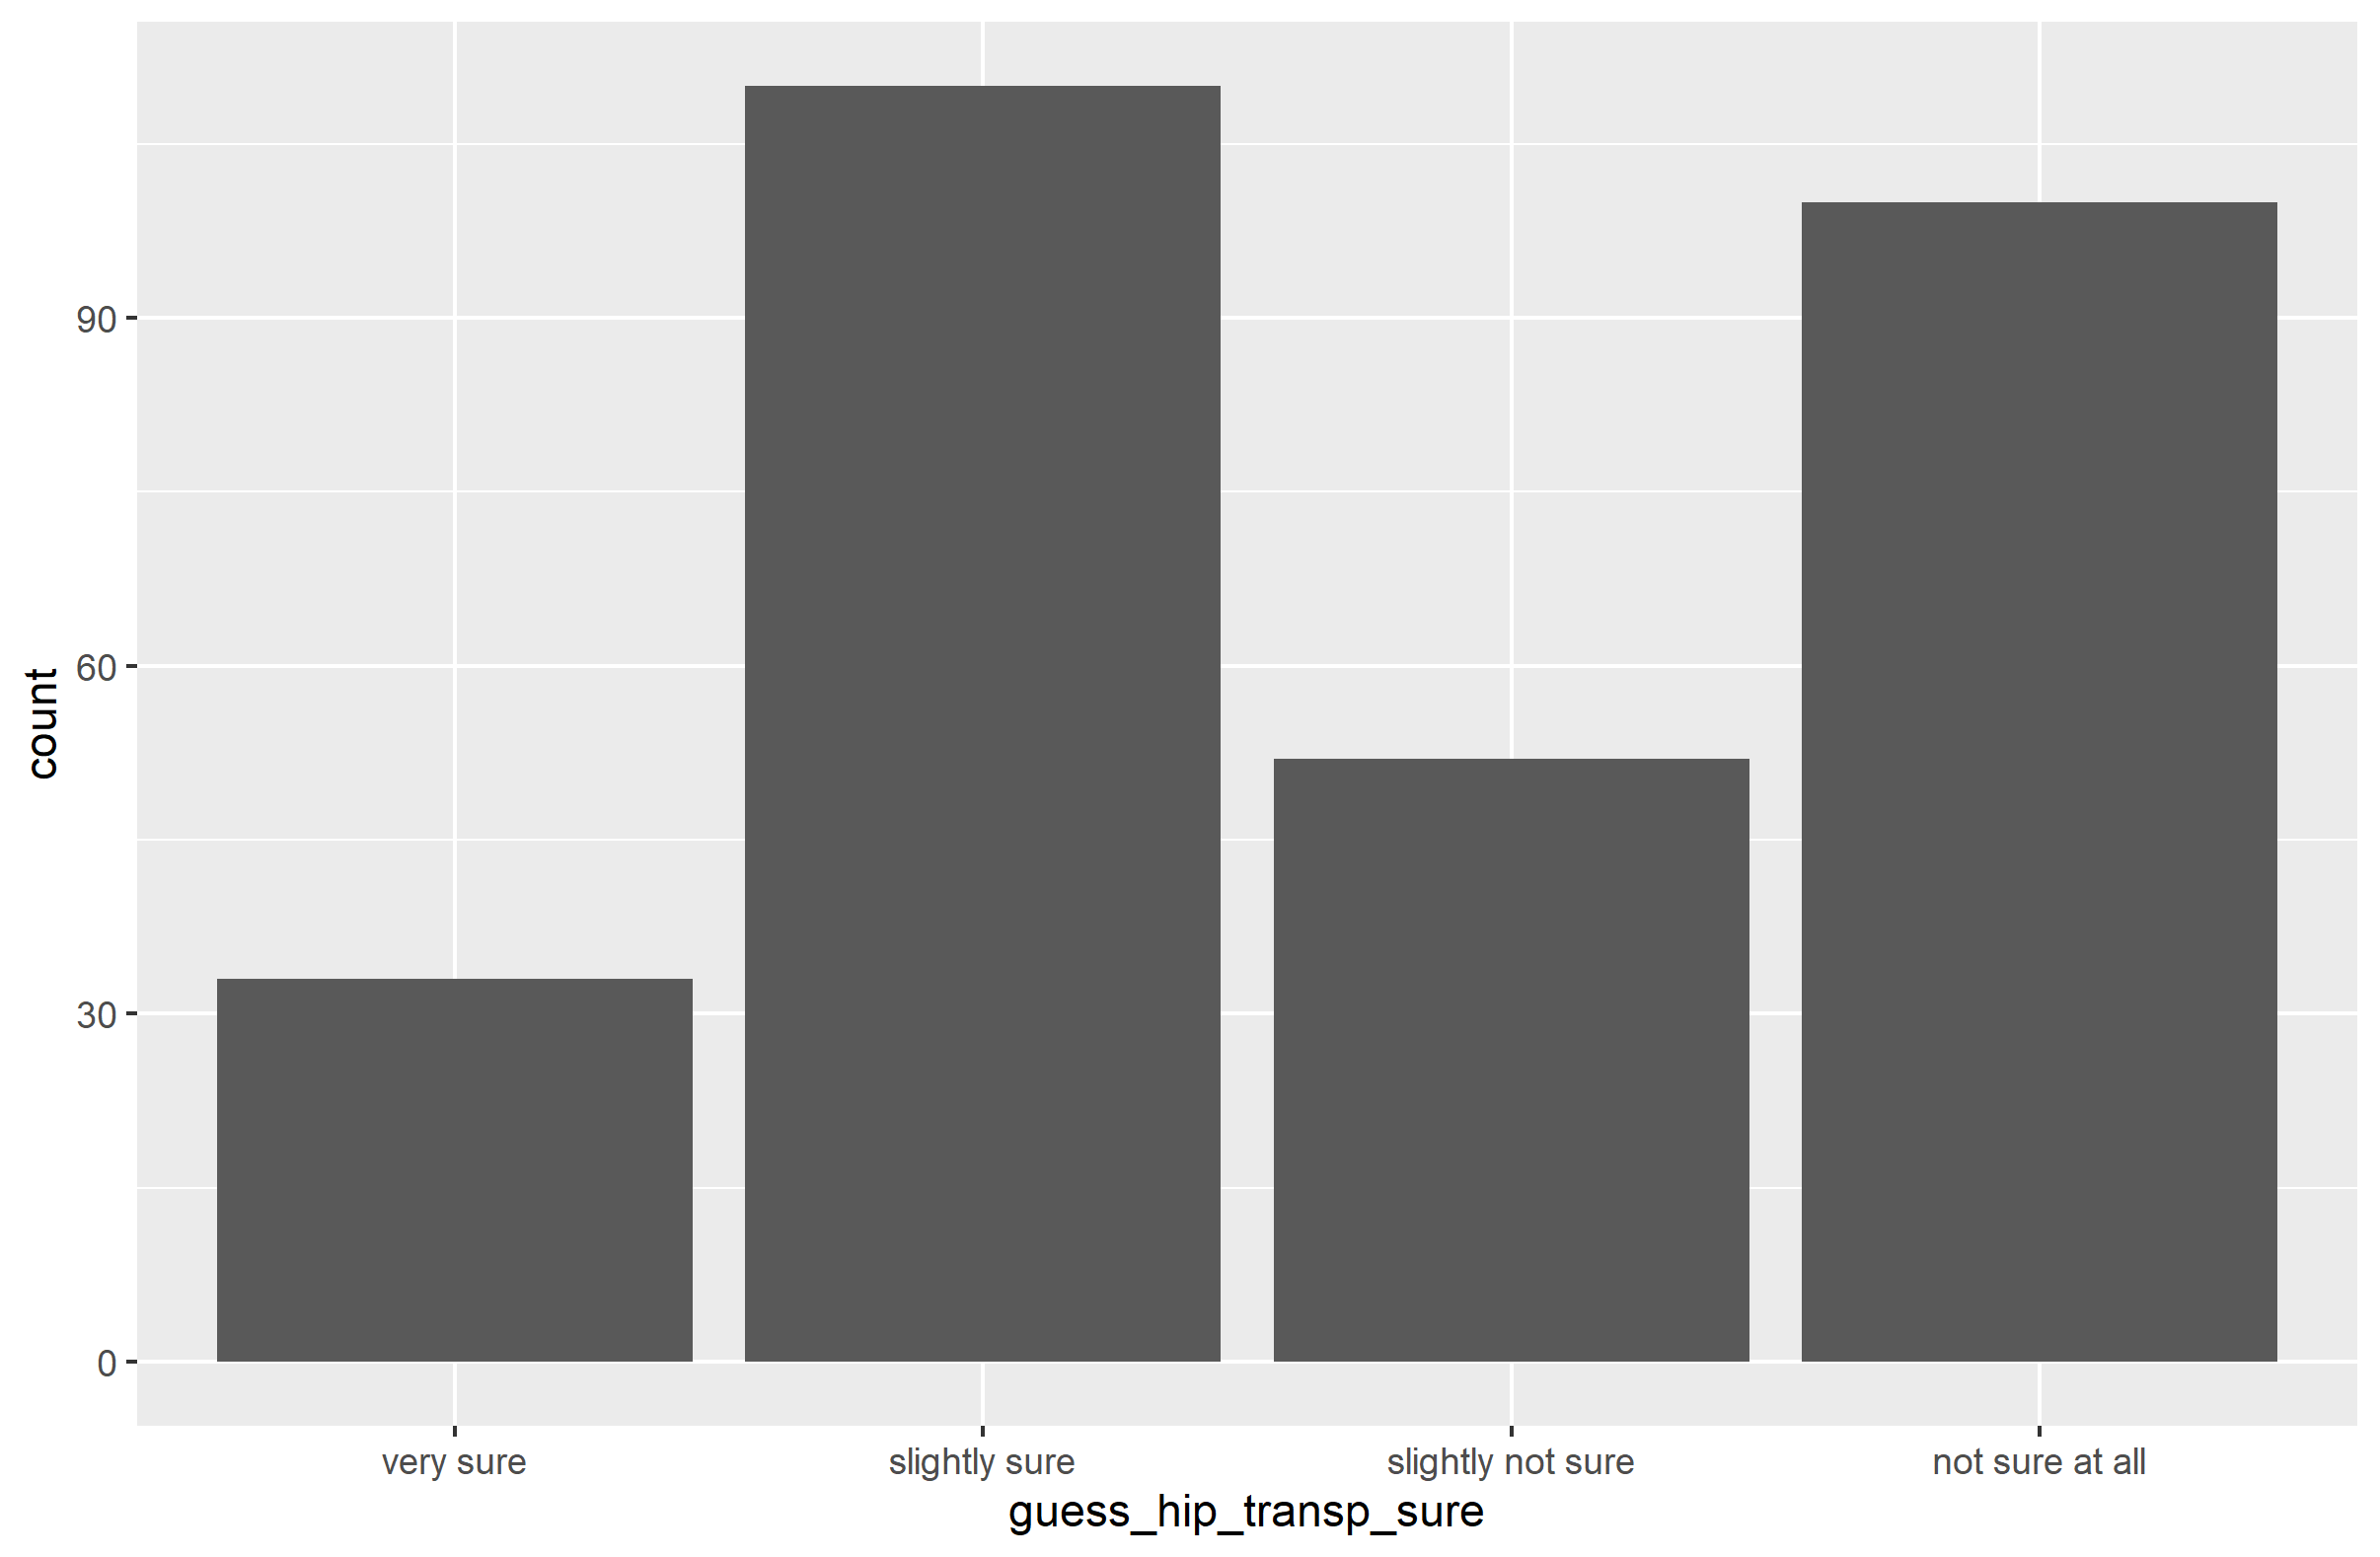 90
60
30
0
count
very sure
slightly sure
slightly not sure
not sure at all
guess_hip_transp_sure